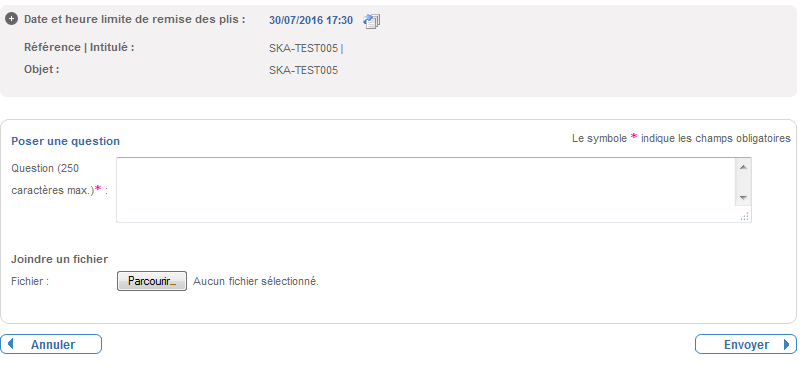 Date et heure limite de remise des plis : 30/07/2016 17:30
Référence | Intitulé : SKA-TEST005 |
Objet : SKA-TEST005
Poser une question
Le symbole * indique les champs obligatoires
Question (250
caractères max.)* :
Joindre un fichier
Fichier : Parcourir... Aucun fichier sélectionné.
Annuler
Envoyer